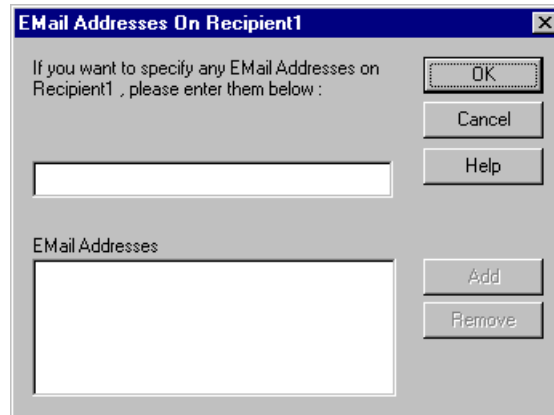 EMail Addresses On Recipient1
If you want to specify any EMail Addresses on
Recipient1 , please enter them below :
OK
Cancel
Help
EMail Addresses
Add
Remove